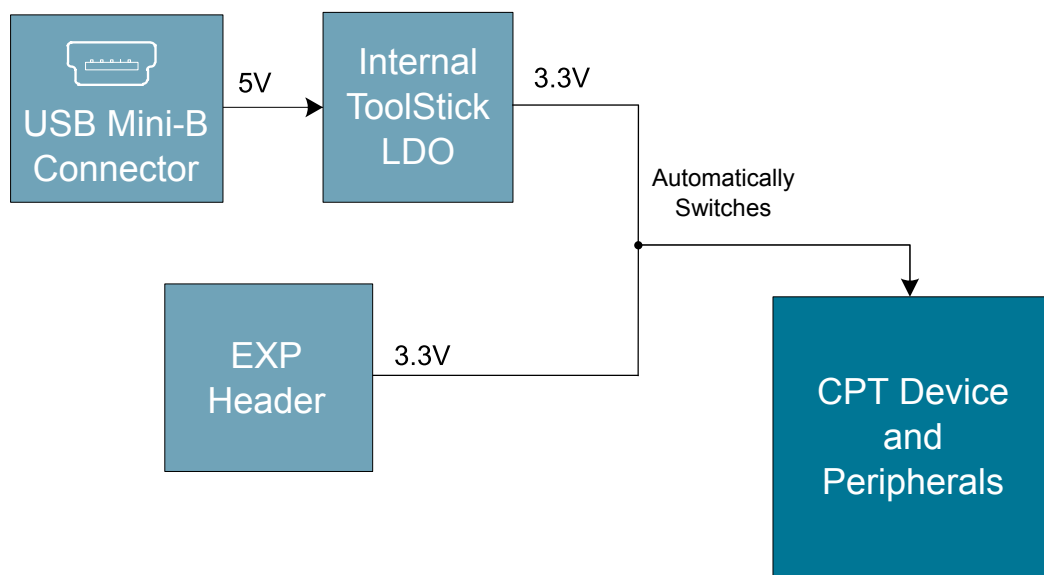 USB Mini-B
Connector
5V
Internal
ToolStick
LDO
3.3V
Automatically
Switches
EXP
Header
3.3V
CPT Device
and
Peripherals